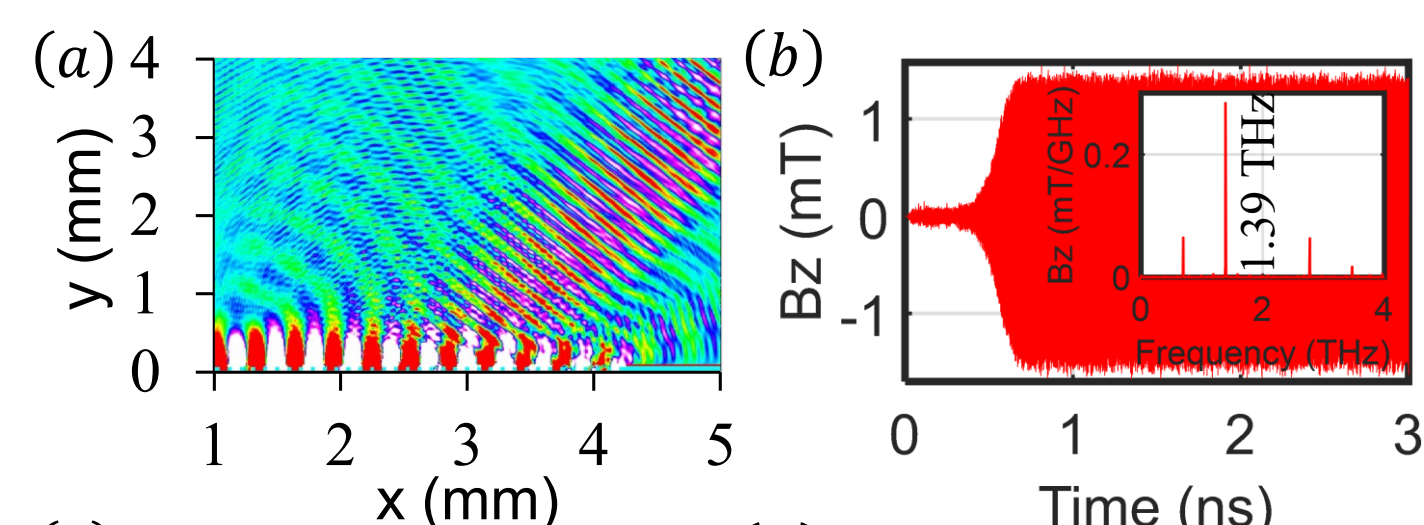 (a)
4
3
2
1
0
y (mm)
1 2 3 4 5
x (mm)
(b)
1
0
-1
Bz (mT)
0 1 2 3
Time (ns)
0.2
0
Bz (mT/GHz)
1.39 THz
0 2 4
Frequency (THz)